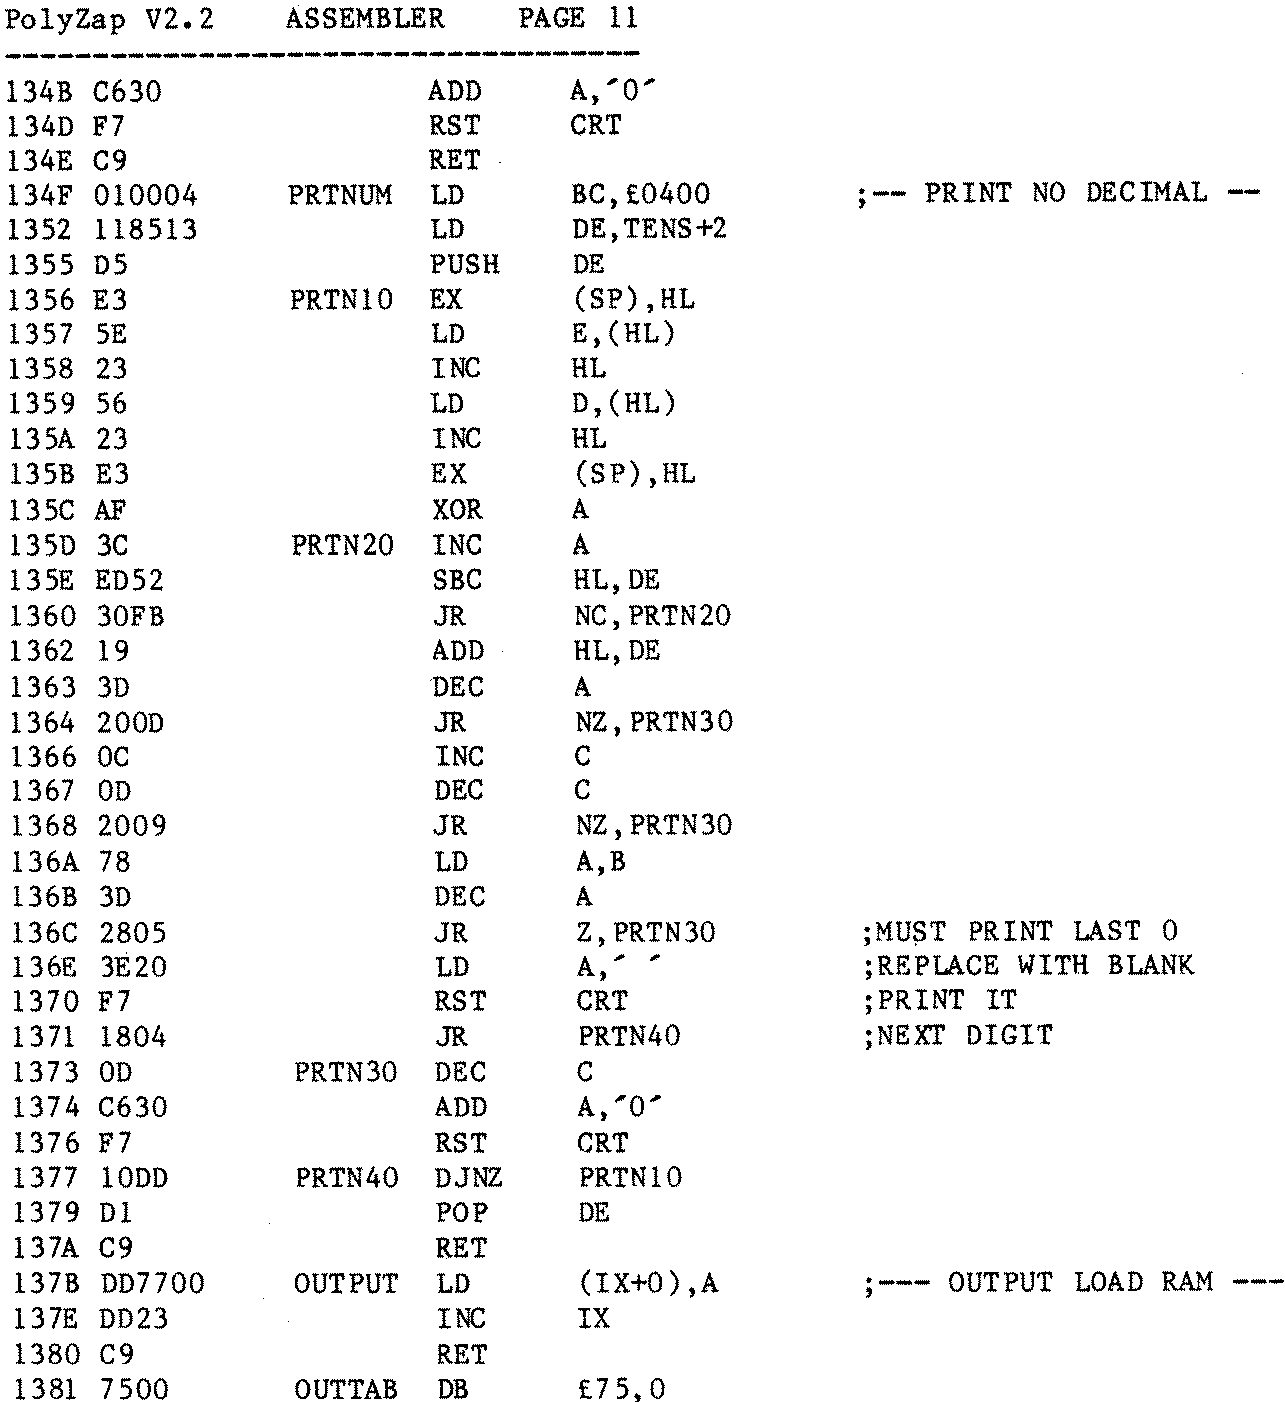 PolyZap V2.2 ASSEMBLER PAGE 11
----------------------------------------
134B C630 ADD A,´0´
134D F7 RST CRT
134E C9 RET
134F 010004 PRTNUM LD BC,£0400 ;-- PRINT NO DECIMAL --
1352 118513 LD DE,TENS+2
1355 D5 PUSH DE
1356 E3 PRTN10 EX (SP),HL
1357 5E LD E,(HL)
1358 23 INC HL
1359 56 LD D,(HL)
135A 23 INC HL
135B E3 EX (SP),HL
135C AF XOR A
135D 3C PRTN20 INC A
135E ED52 SBC HL,DE
1360 30FB JR NC,PRTN20
1362 19 ADD HL,DE
1363 3D DEC A
1364 200D JR NZ,PRTN30
1366 0C INC C
1367 0D DEC C
1368 2009 JR NZ,PRTN30
136A 78 LD A,B
136B 3D DEC A
136C 2805 JR Z,PRTN30 ;MUST PRINT LAST 0
136E 3E20 LD A,´ ´ ;REPLACE WITH BLANK
1370 F7 RST CRT ;PRINT IT
1371 1804 JR PRTN40 ;NEXT DIGIT
1373 0D PRTN30 DEC C
1374 C630 ADD A,´0´
1376 F7 RST CRT
1377 10DD PRTN40 DJNZ PRTN10
1379 D1 POP DE
137A C9 RET
137B DD7700 OUTPUT LD (IX+0),A ;--- OUTPUT LOAD RAM ---
137E DD23 INC IX
1380 C9 RET
1381 7500 OUTTAB DB £75,0